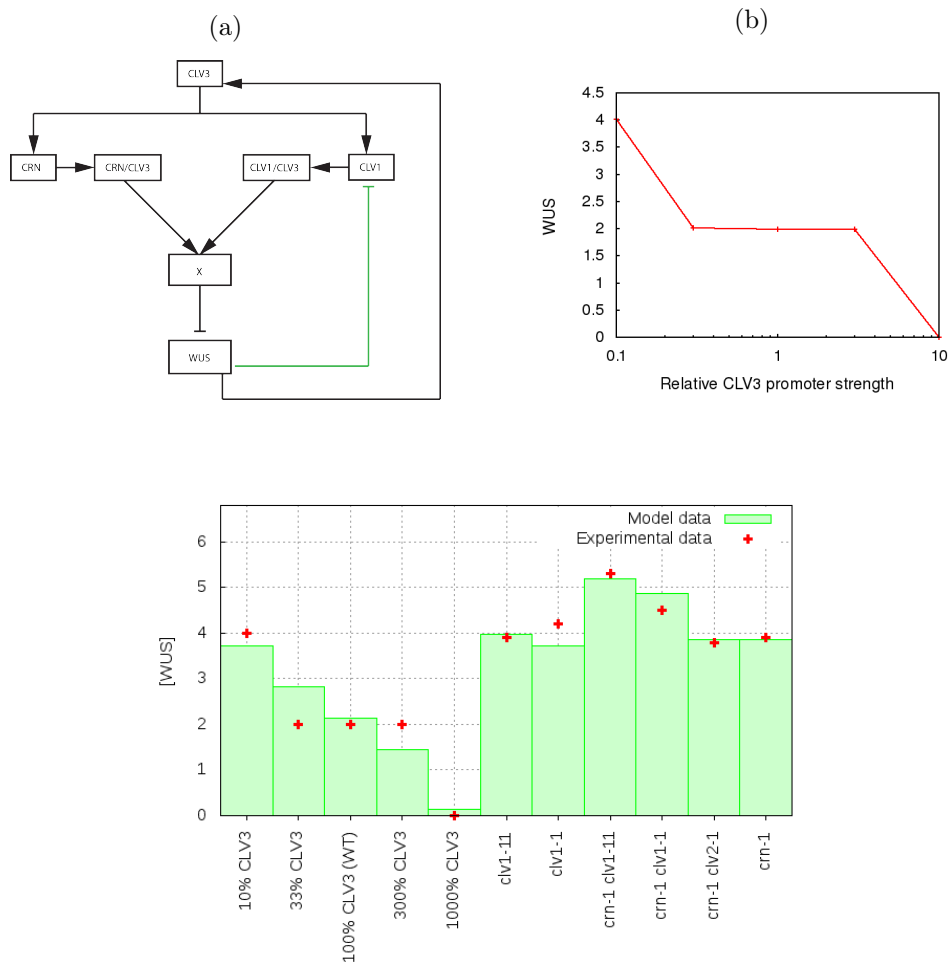 (a)
(b)
CLV3
CRN
CRN/CLV3
CLV1/CLV3
CLV1
X
WUS
4.5
4
3.5
3
2.5
2
1.5
1
0.5
0
WUS
0.1
1
10
Relative CLV3 promoter strength
Model data
Experimental data
6
5
4
3
2
1
0
[WUS]
10% CLV3
33% CLV3
100% CLV3 (WT)
300% CLV3
1000% CLV3
clv1-11
clv1-1
crn-1 clv1-11
crn-1 clv1-1
crn-1 clv2-1
crn-1